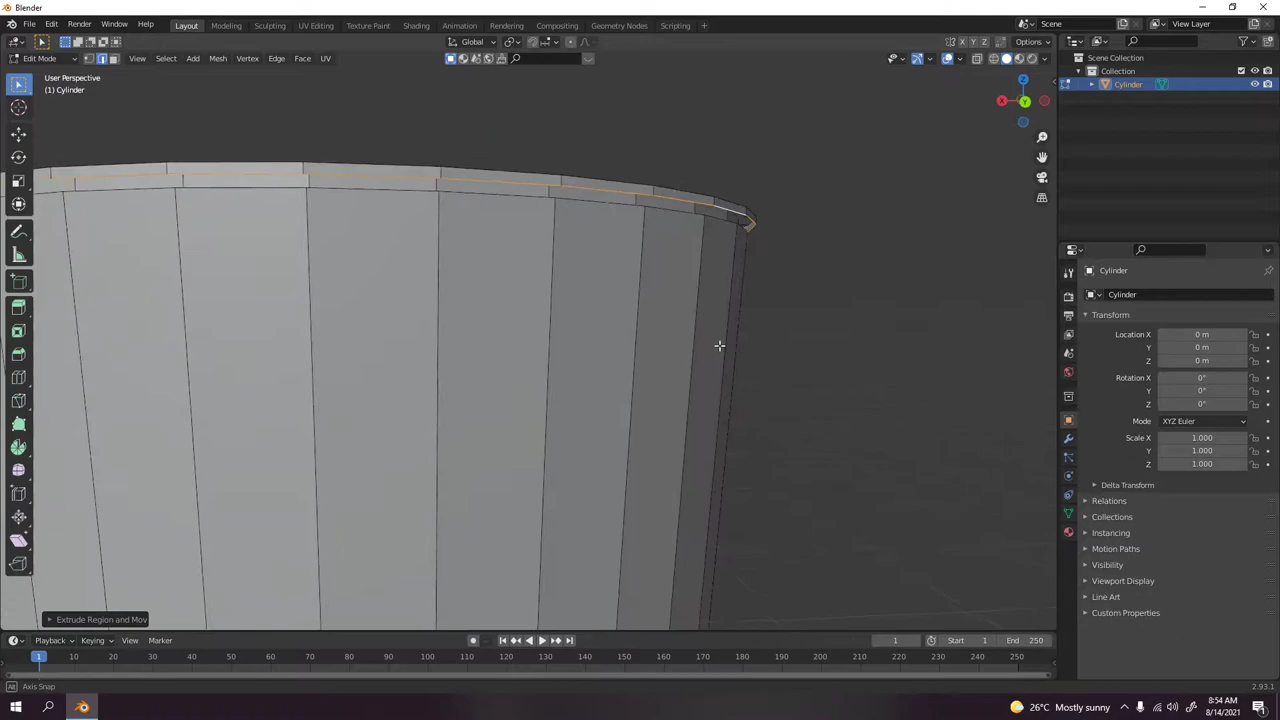 Blender
File Edit Render Window Help Layout Modeling Sculpting UV Editing Texture Paint Shading Animation Rendering Compositing Geometry Nodes Scripting + Scene View Layer
Global X Y Z Options
Edit Mode View Select Add Mesh Vertex Edge Face UV
User Perspective
(1) Cylinder
Z
X Y
Scene Collection
Collection
Cylinder
Cylinder
Cylinder
Transform
Location X 0 m
Y 0 m
Z 0 m
Rotation X 0°
Y 0°
Z 0°
Mode XYZ Euler
Scale X 1.000
Y 1.000
Z 1.000
Delta Transform
Relations
Collections
Instancing
Motion Paths
Visibility
Viewport Display
Line Art
Custom Properties
Extrude Region and Mov
Playback Keying View Marker 1 Start 1 End 250
1 10 20 30 40 50 60 70 80 90 100 110 120 130 140 150 160 170 180 190 200 210 220 230 240 250
Axis Snap 2.93.1
26°C Mostly sunny 8:54 AM
8/14/2021